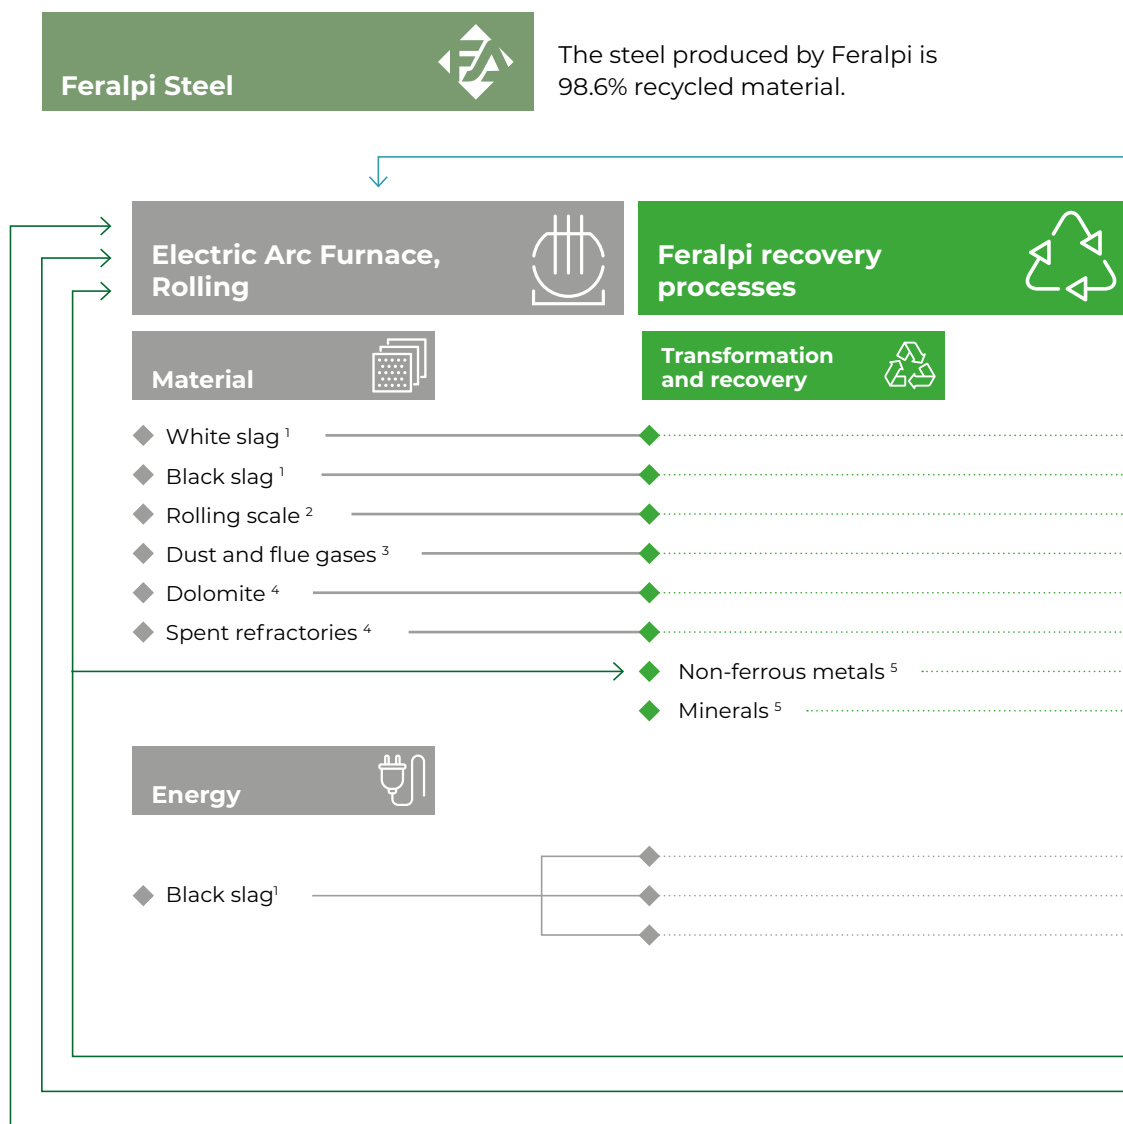 Feralpi Steel
The steel produced by Feralpi is
98.6% recycled material.
Electric Arc Furnace,
Rolling
Feralpi recovery
processes
Material
Transformation
and recovery
White slag ¹
Black slag ¹
Rolling scale ²
Dust and flue gases ³
Dolomite ⁴
Spent refractories ⁴
Non-ferrous metals ⁵
Minerals ⁵
Energy
Black slag¹